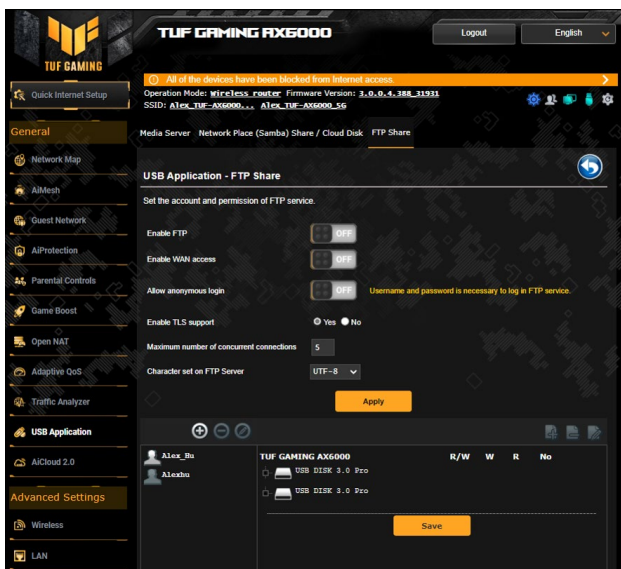 TUF GAMING
TUF GAMING AX6000
Logout
English
All of the devices have been blocked from Internet access.
Quick Internet Setup
Operation Mode: Wireless router Firmware Version: 3.0.0.4.388_31931
SSID: Alex_TUF-AX6000... Alex_TUF-AX6000_5G
General
Media Server Network Place (Samba) Share / Cloud Disk FTP Share
Network Map
AiMesh
Guest Network
AiProtection
Parental Controls
Game Boost
Open NAT
Adaptive QoS
Traffic Analyzer
USB Application
AiCloud 2.0
Advanced Settings
Wireless
LAN
USB Application - FTP Share
Set the account and permission of FTP service.
Enable FTP OFF
Enable WAN access OFF
Allow anonymous login OFF Username and password is necessary to log in FTP service.
Enable TLS support Yes No
Maximum number of concurrent connections 5
Character set on FTP Server UTF-8
Apply
Alex_Hu
Alexhu
TUF GAMING AX6000 R/W W R No
USB DISK 3.0 Pro
USB DISK 3.0 Pro
Save